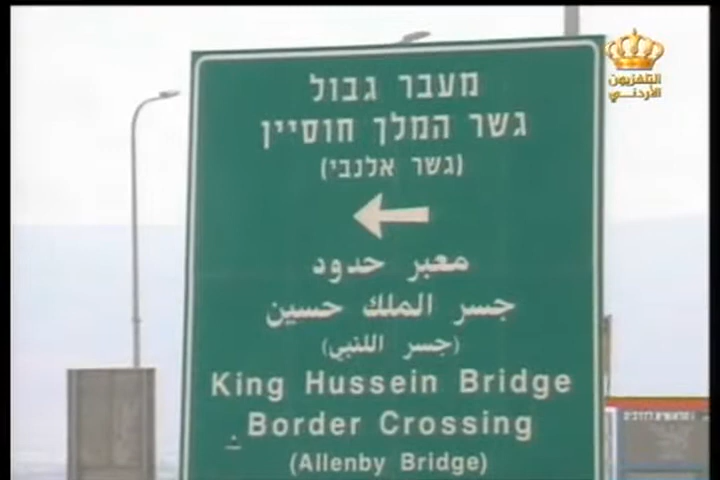 מעבר גבול
גשר המלך חוסיין
(גשר אלנבי)
معبر حدود
جسر الملك حسين
(جسر اللنبي)
King Hussein Bridge
Border Crossing
(Allenby Bridge)
التلفزيون
الأردني